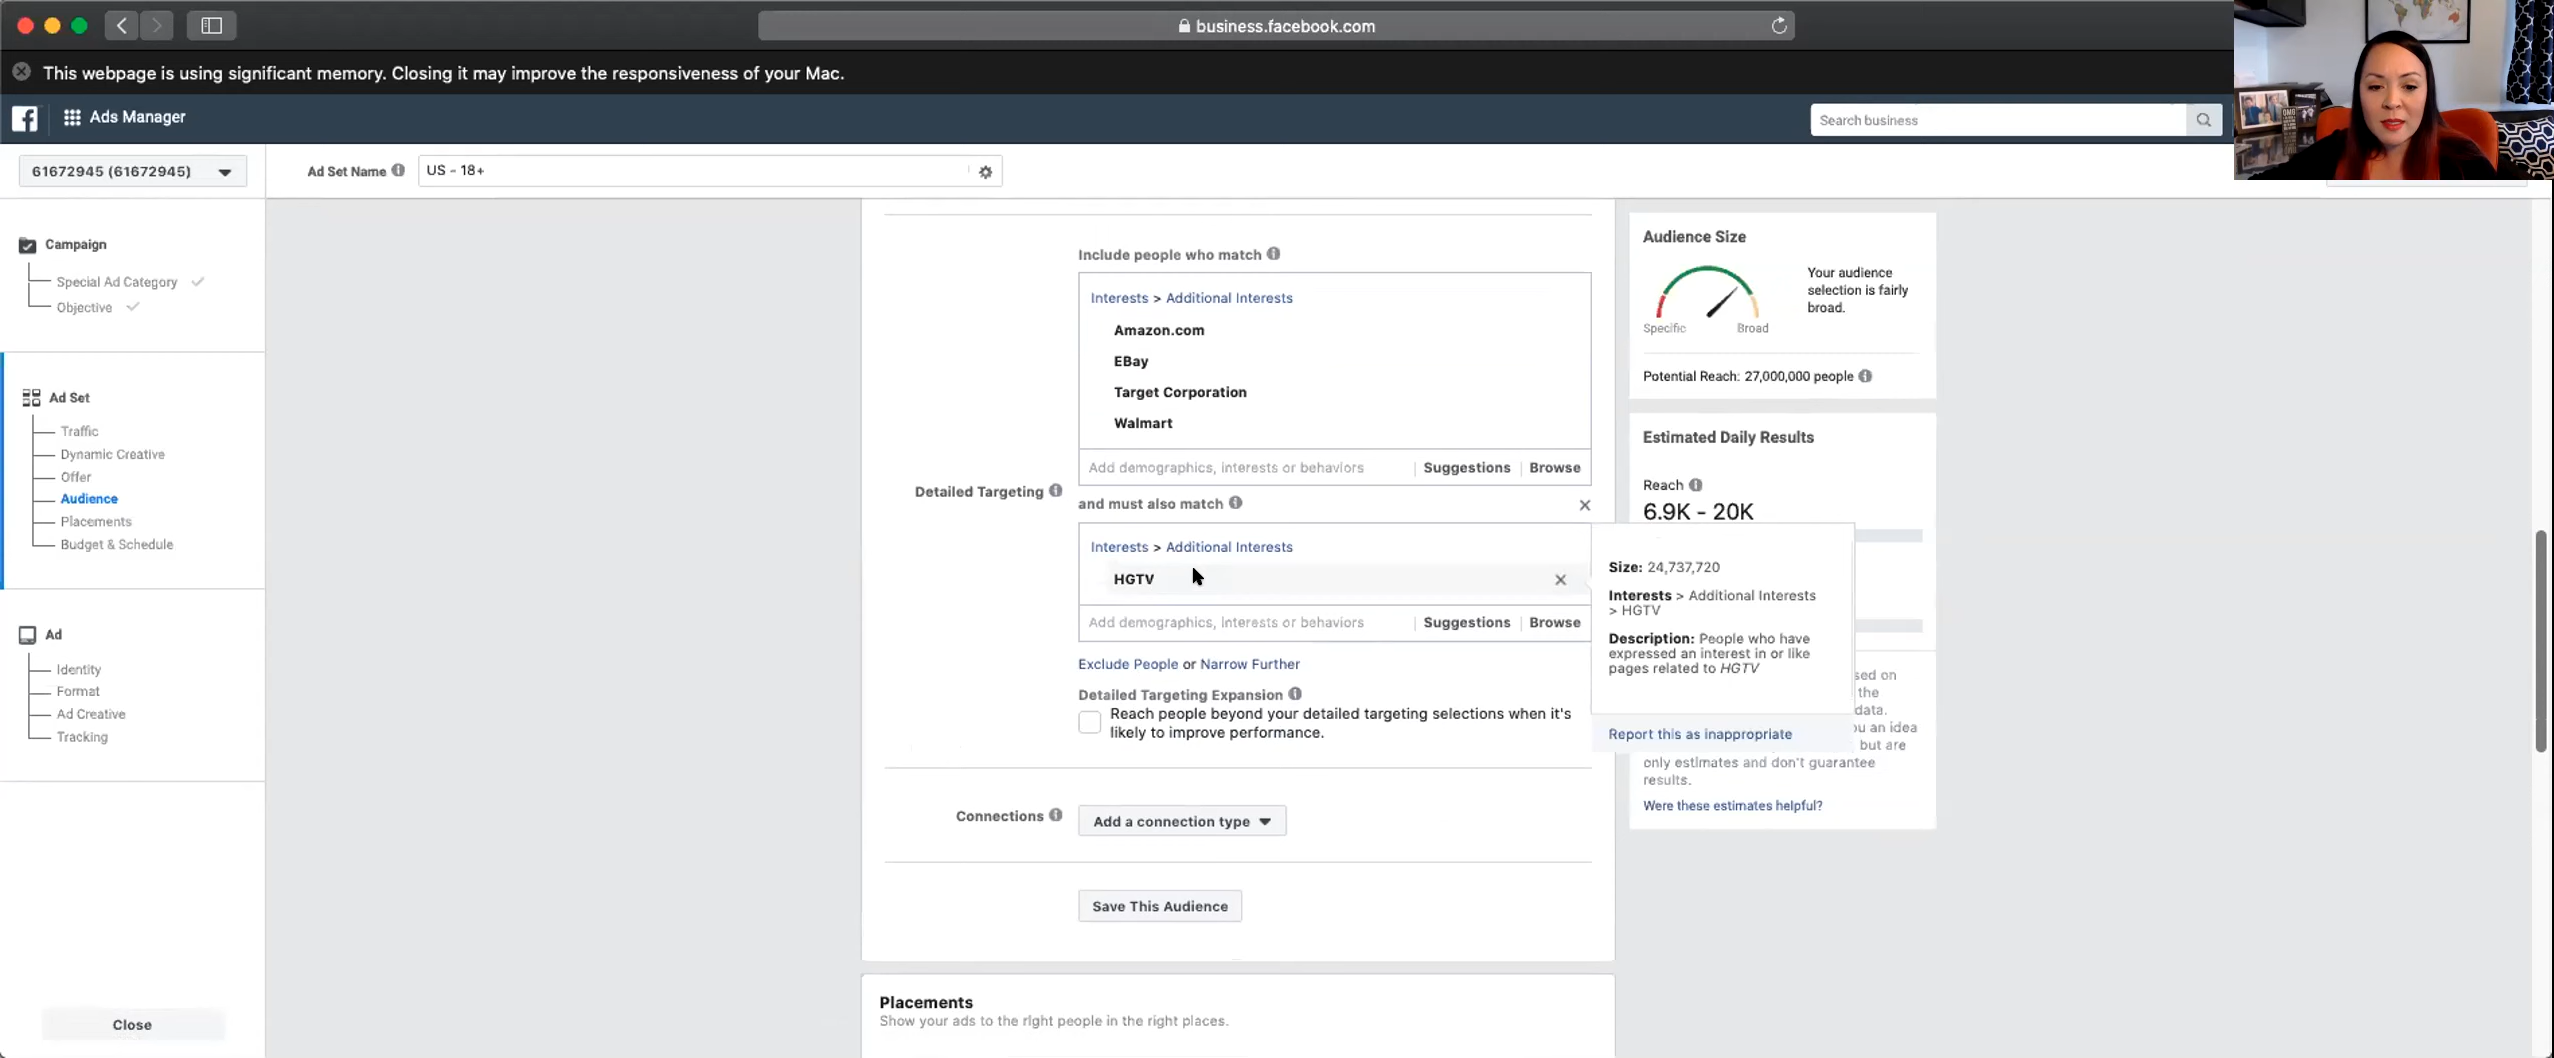 business.facebook.com
This webpage is using significant memory. Closing it may improve the responsiveness of your Mac.
Ads Manager
Search business
61672945 (61672945)
Ad Set Name
US - 18+
Campaign
Special Ad Category
Objective
Ad Set
Traffic
Dynamic Creative
Offer
Audience
Placements
Budget & Schedule
Ad
Identity
Format
Ad Creative
Tracking
Close
Include people who match
Interests > Additional Interests
Amazon.com
EBay
Target Corporation
Walmart
Add demographics, interests or behaviors | Suggestions | Browse
Detailed Targeting
and must also match
Interests > Additional Interests
HGTV
Add demographics, interests or behaviors | Suggestions | Browse
Exclude People or Narrow Further
Detailed Targeting Expansion
Reach people beyond your detailed targeting selections when it's
likely to improve performance.
Connections
Add a connection type
Save This Audience
Placements
Show your ads to the right people in the right places.
Audience Size
Your audience
selection is fairly
broad.
Specific
Broad
Potential Reach: 27,000,000 people
Estimated Daily Results
Reach
6.9K - 20K
Size: 24,737,720
Interests > Additional Interests
> HGTV
Description: People who have
expressed an interest in or like
pages related to HGTV
Report this as inappropriate
sed on
the
data.
u an idea
but are
only estimates and don't guarantee
results.
Were these estimates helpful?